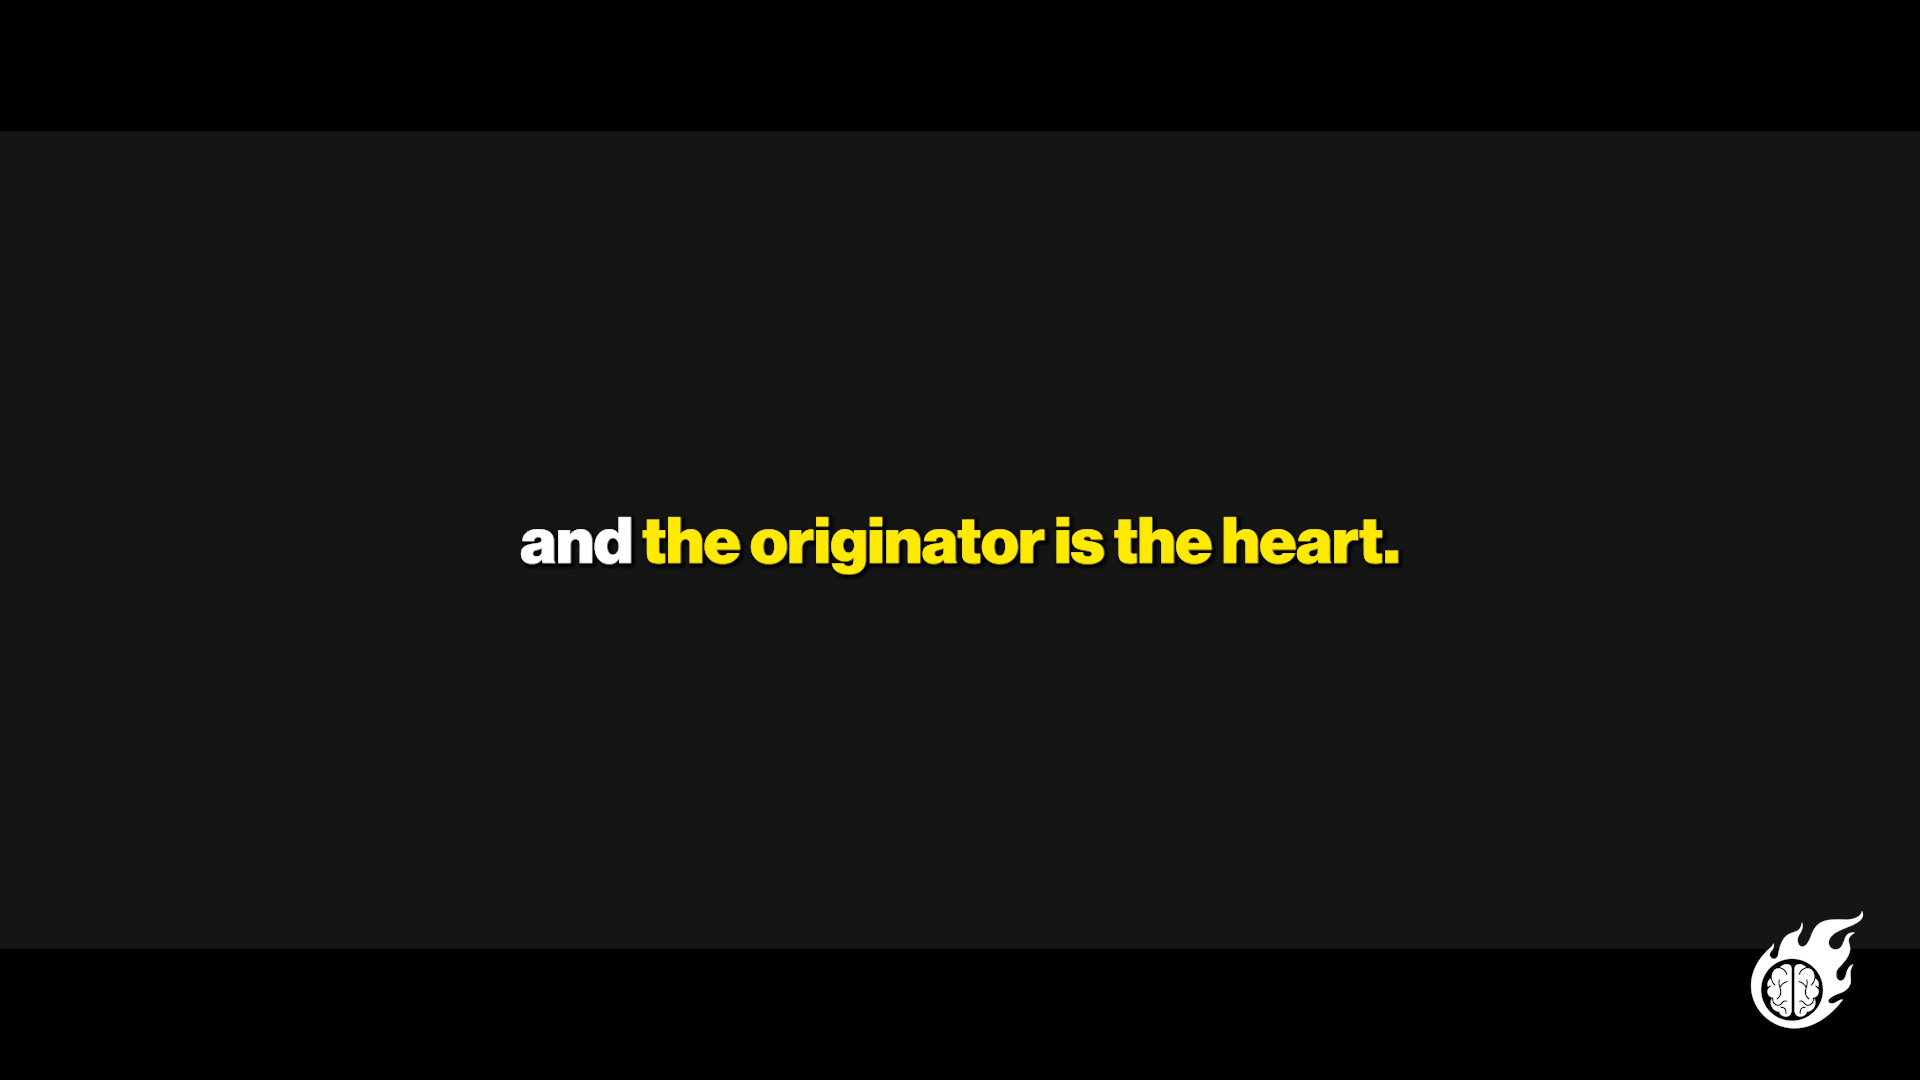 and the originator is the heart.